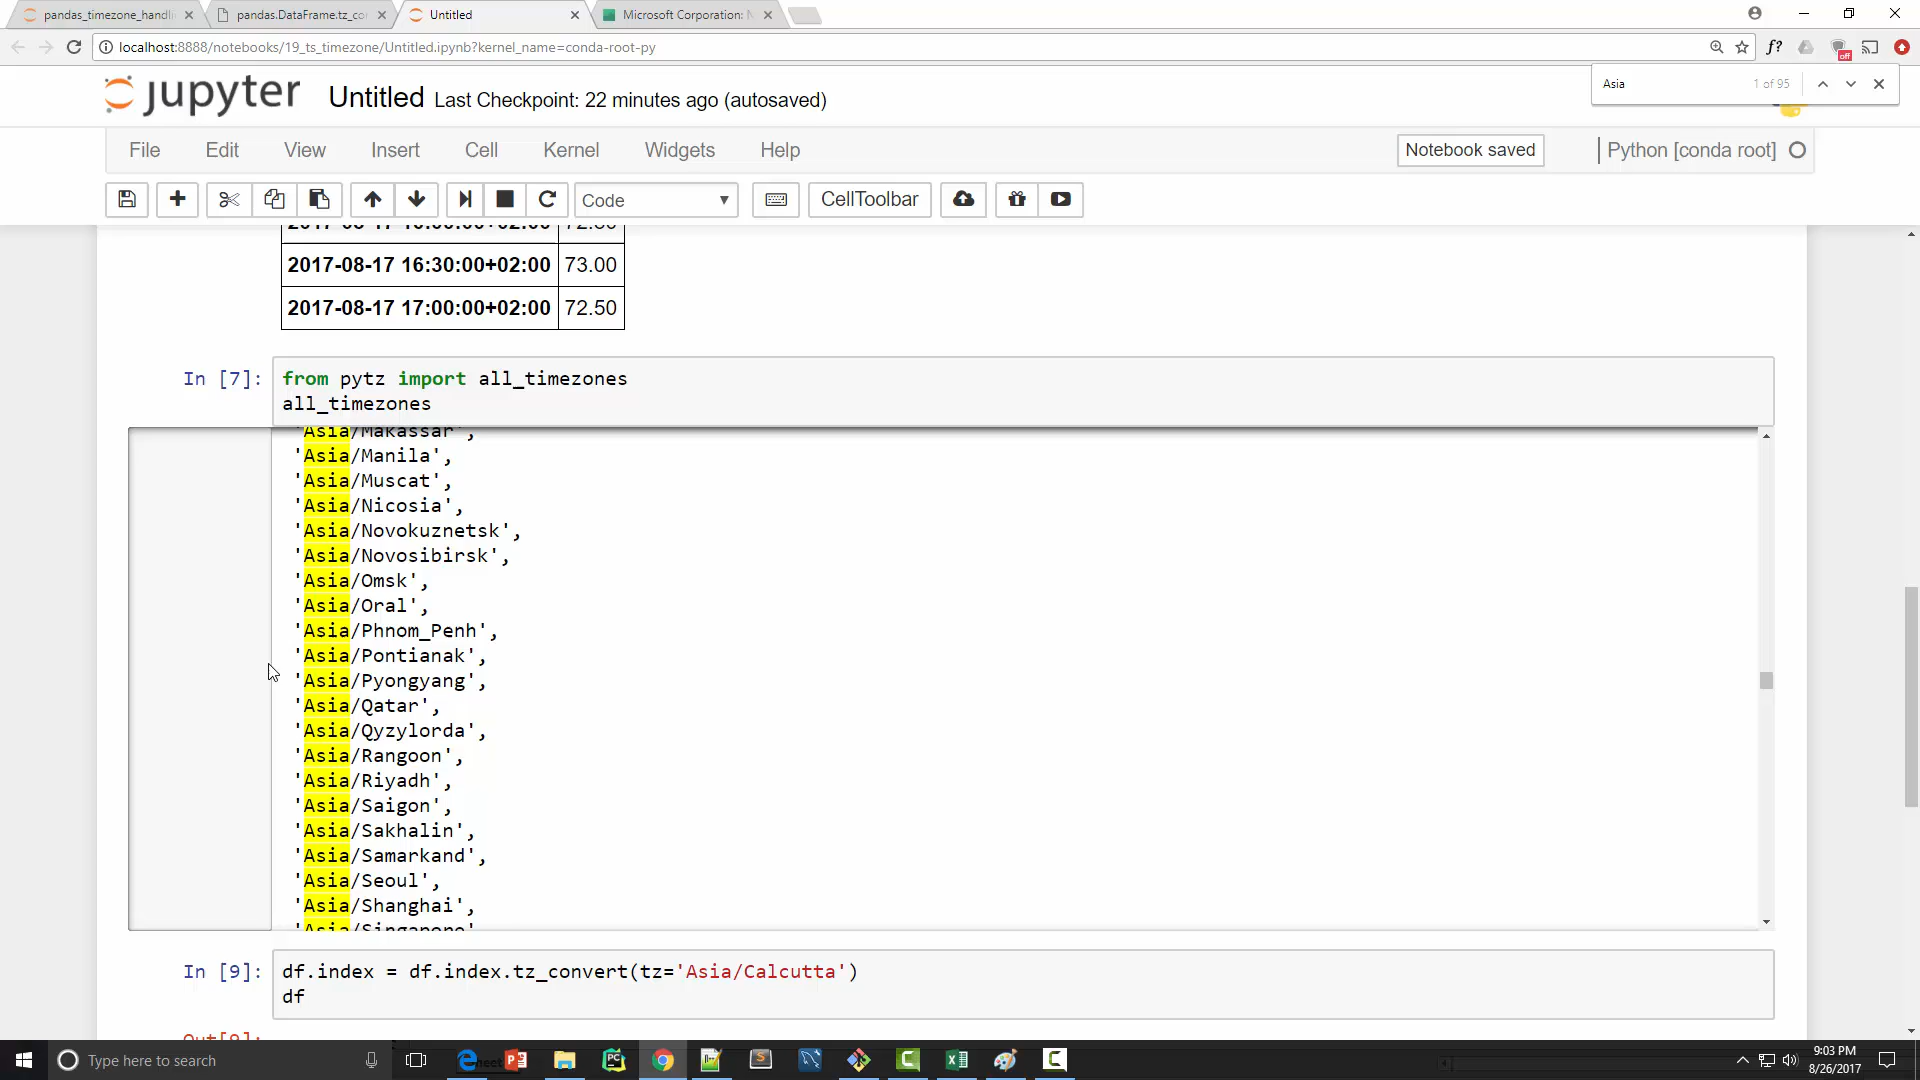 pandas_timezone_handli
pandas.DataFrame.tz_co
Untitled
Microsoft Corporation: N
localhost:8888/notebooks/19_ts_timezone/Untitled.ipynb?kernel_name=conda-root-py
f?
off
Asia
1 of 95
jupyter
Untitled Last Checkpoint: 22 minutes ago (autosaved)
File Edit View Insert Cell Kernel Widgets Help
Notebook saved
Python [conda root]
Code
CellToolbar
2017-08-17 16:30:00+02:00 73.00
2017-08-17 17:00:00+02:00 72.50
In [7]:
from pytz import all_timezones
all_timezones
'Asia/Makassar',
'Asia/Manila',
'Asia/Muscat',
'Asia/Nicosia',
'Asia/Novokuznetsk',
'Asia/Novosibirsk',
'Asia/Omsk',
'Asia/Oral',
'Asia/Phnom_Penh',
'Asia/Pontianak',
'Asia/Pyongyang',
'Asia/Qatar',
'Asia/Qyzylorda',
'Asia/Rangoon',
'Asia/Riyadh',
'Asia/Saigon',
'Asia/Sakhalin',
'Asia/Samarkand',
'Asia/Seoul',
'Asia/Shanghai',
'Asia/Singapore'
In [9]:
df.index = df.index.tz_convert(tz='Asia/Calcutta')
df
Type here to search
9:03 PM
8/26/2017